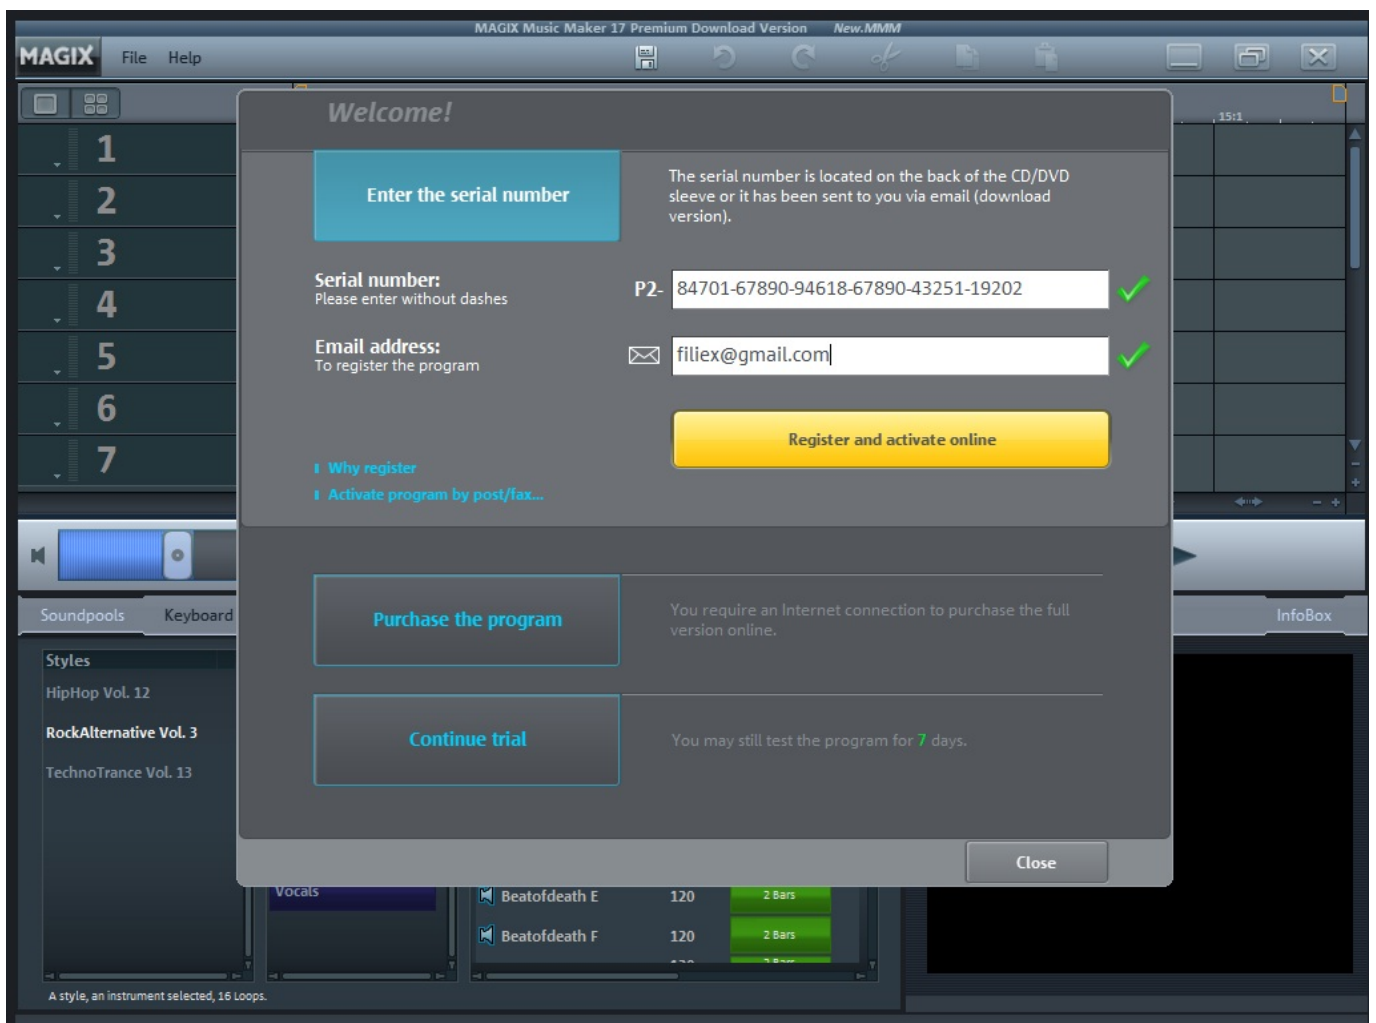 MAGIX Music Maker 17 Premium Download Version New.MMM
MAGIX File Help
15:1
Welcome!
Enter the serial number
The serial number is located on the back of the CD/DVD
sleeve or it has been sent to you via email (download
version).
Serial number:
Please enter without dashes
P2- 84701-67890-94618-67890-43251-19202
Email address:
To register the program
filiex@gmail.com
Register and activate online
Why register
Activate program by post/fax...
Purchase the program
You require an Internet connection to purchase the full
version online.
Continue trial
You may still test the program for 7 days.
Close
1
2
3
4
5
6
7
Soundpools Keyboard InfoBox
Styles
HipHop Vol. 12
RockAlternative Vol. 3
TechnoTrance Vol. 13
Vocals
Beatofdeath E 120 2 Bars
Beatofdeath F 120 2 Bars
A style, an instrument selected, 16 Loops.